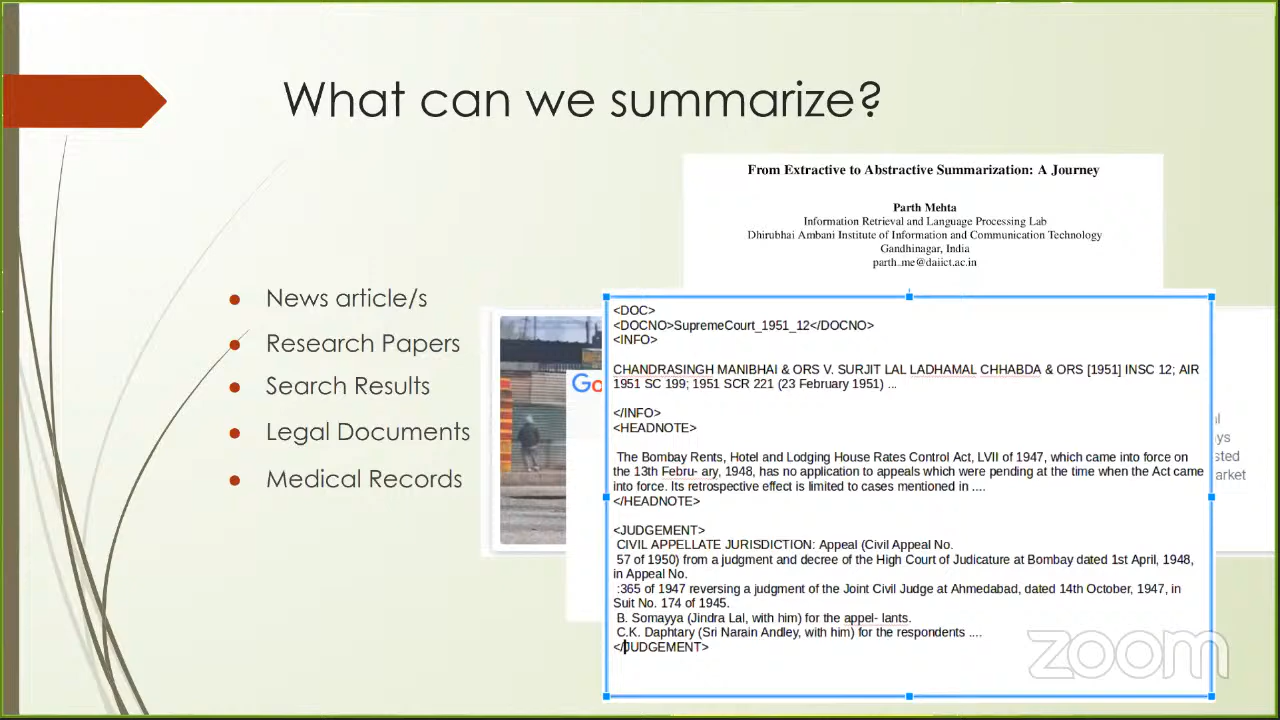 What can we summarize?
From Extractive to Abstractive Summarization: A Journey
Parth Mehta
Information Retrieval and Language Processing Lab
Dhirubhai Ambani Institute of Information and Communication Technology
Gandhinagar, India
parth_me@daiict.ac.in
News article/s
Research Papers
Search Results
Legal Documents
Medical Records
Go
<DOC>
<DOCNO>SupremeCourt_1951_12</DOCNO>
<INFO>
CHANDRASINGH MANIBHAI & ORS V. SURJIT LAL LADHAMAL CHHABDA & ORS [1951] INSC 12; AIR
1951 SC 199; 1951 SCR 221 (23 February 1951) ...
</INFO>
<HEADNOTE>
The Bombay Rents, Hotel and Lodging House Rates Control Act, LVII of 1947, which came into force on
the 13th Febru- ary, 1948, has no application to appeals which were pending at the time when the Act came
into force. Its retrospective effect is limited to cases mentioned in ....
</HEADNOTE>
<JUDGEMENT>
CIVIL APPELLATE JURISDICTION: Appeal (Civil Appeal No.
57 of 1950) from a judgment and decree of the High Court of Judicature at Bombay dated 1st April, 1948,
in Appeal No.
:365 of 1947 reversing a judgment of the Joint Civil Judge at Ahmedabad, dated 14th October, 1947, in
Suit No. 174 of 1945.
B. Somayya (Jindra Lal, with him) for the appel- lants.
C.K. Daphtary (Sri Narain Andley, with him) for the respondents ....
</JUDGEMENT>
zoom